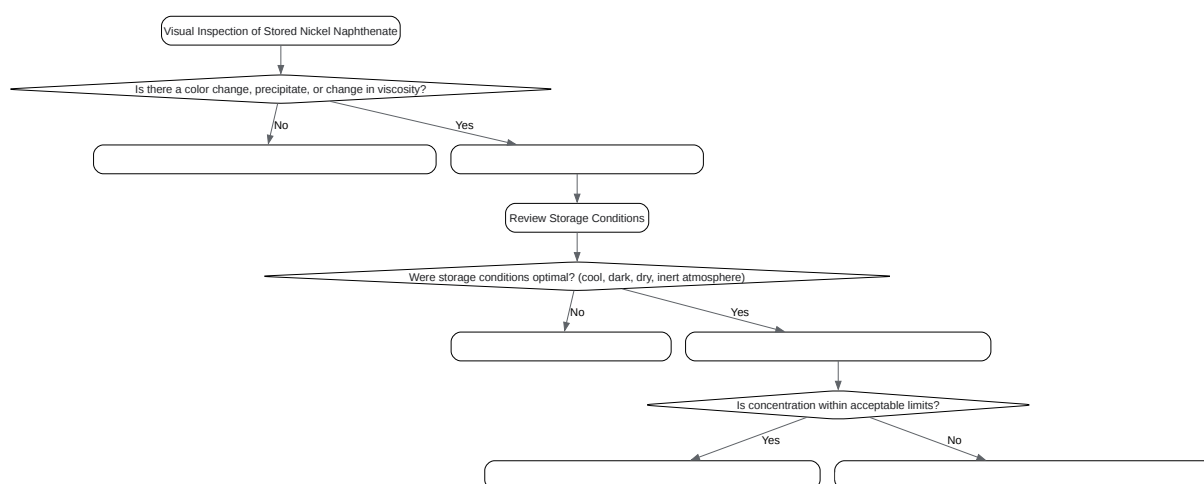 Visual Inspection of Stored Nickel Naphthenate
Is there a color change, precipitate, or change in viscosity?
No
Yes
Review Storage Conditions
Were storage conditions optimal? (cool, dark, dry, inert atmosphere)
No
Yes
Is concentration within acceptable limits?
Yes
No